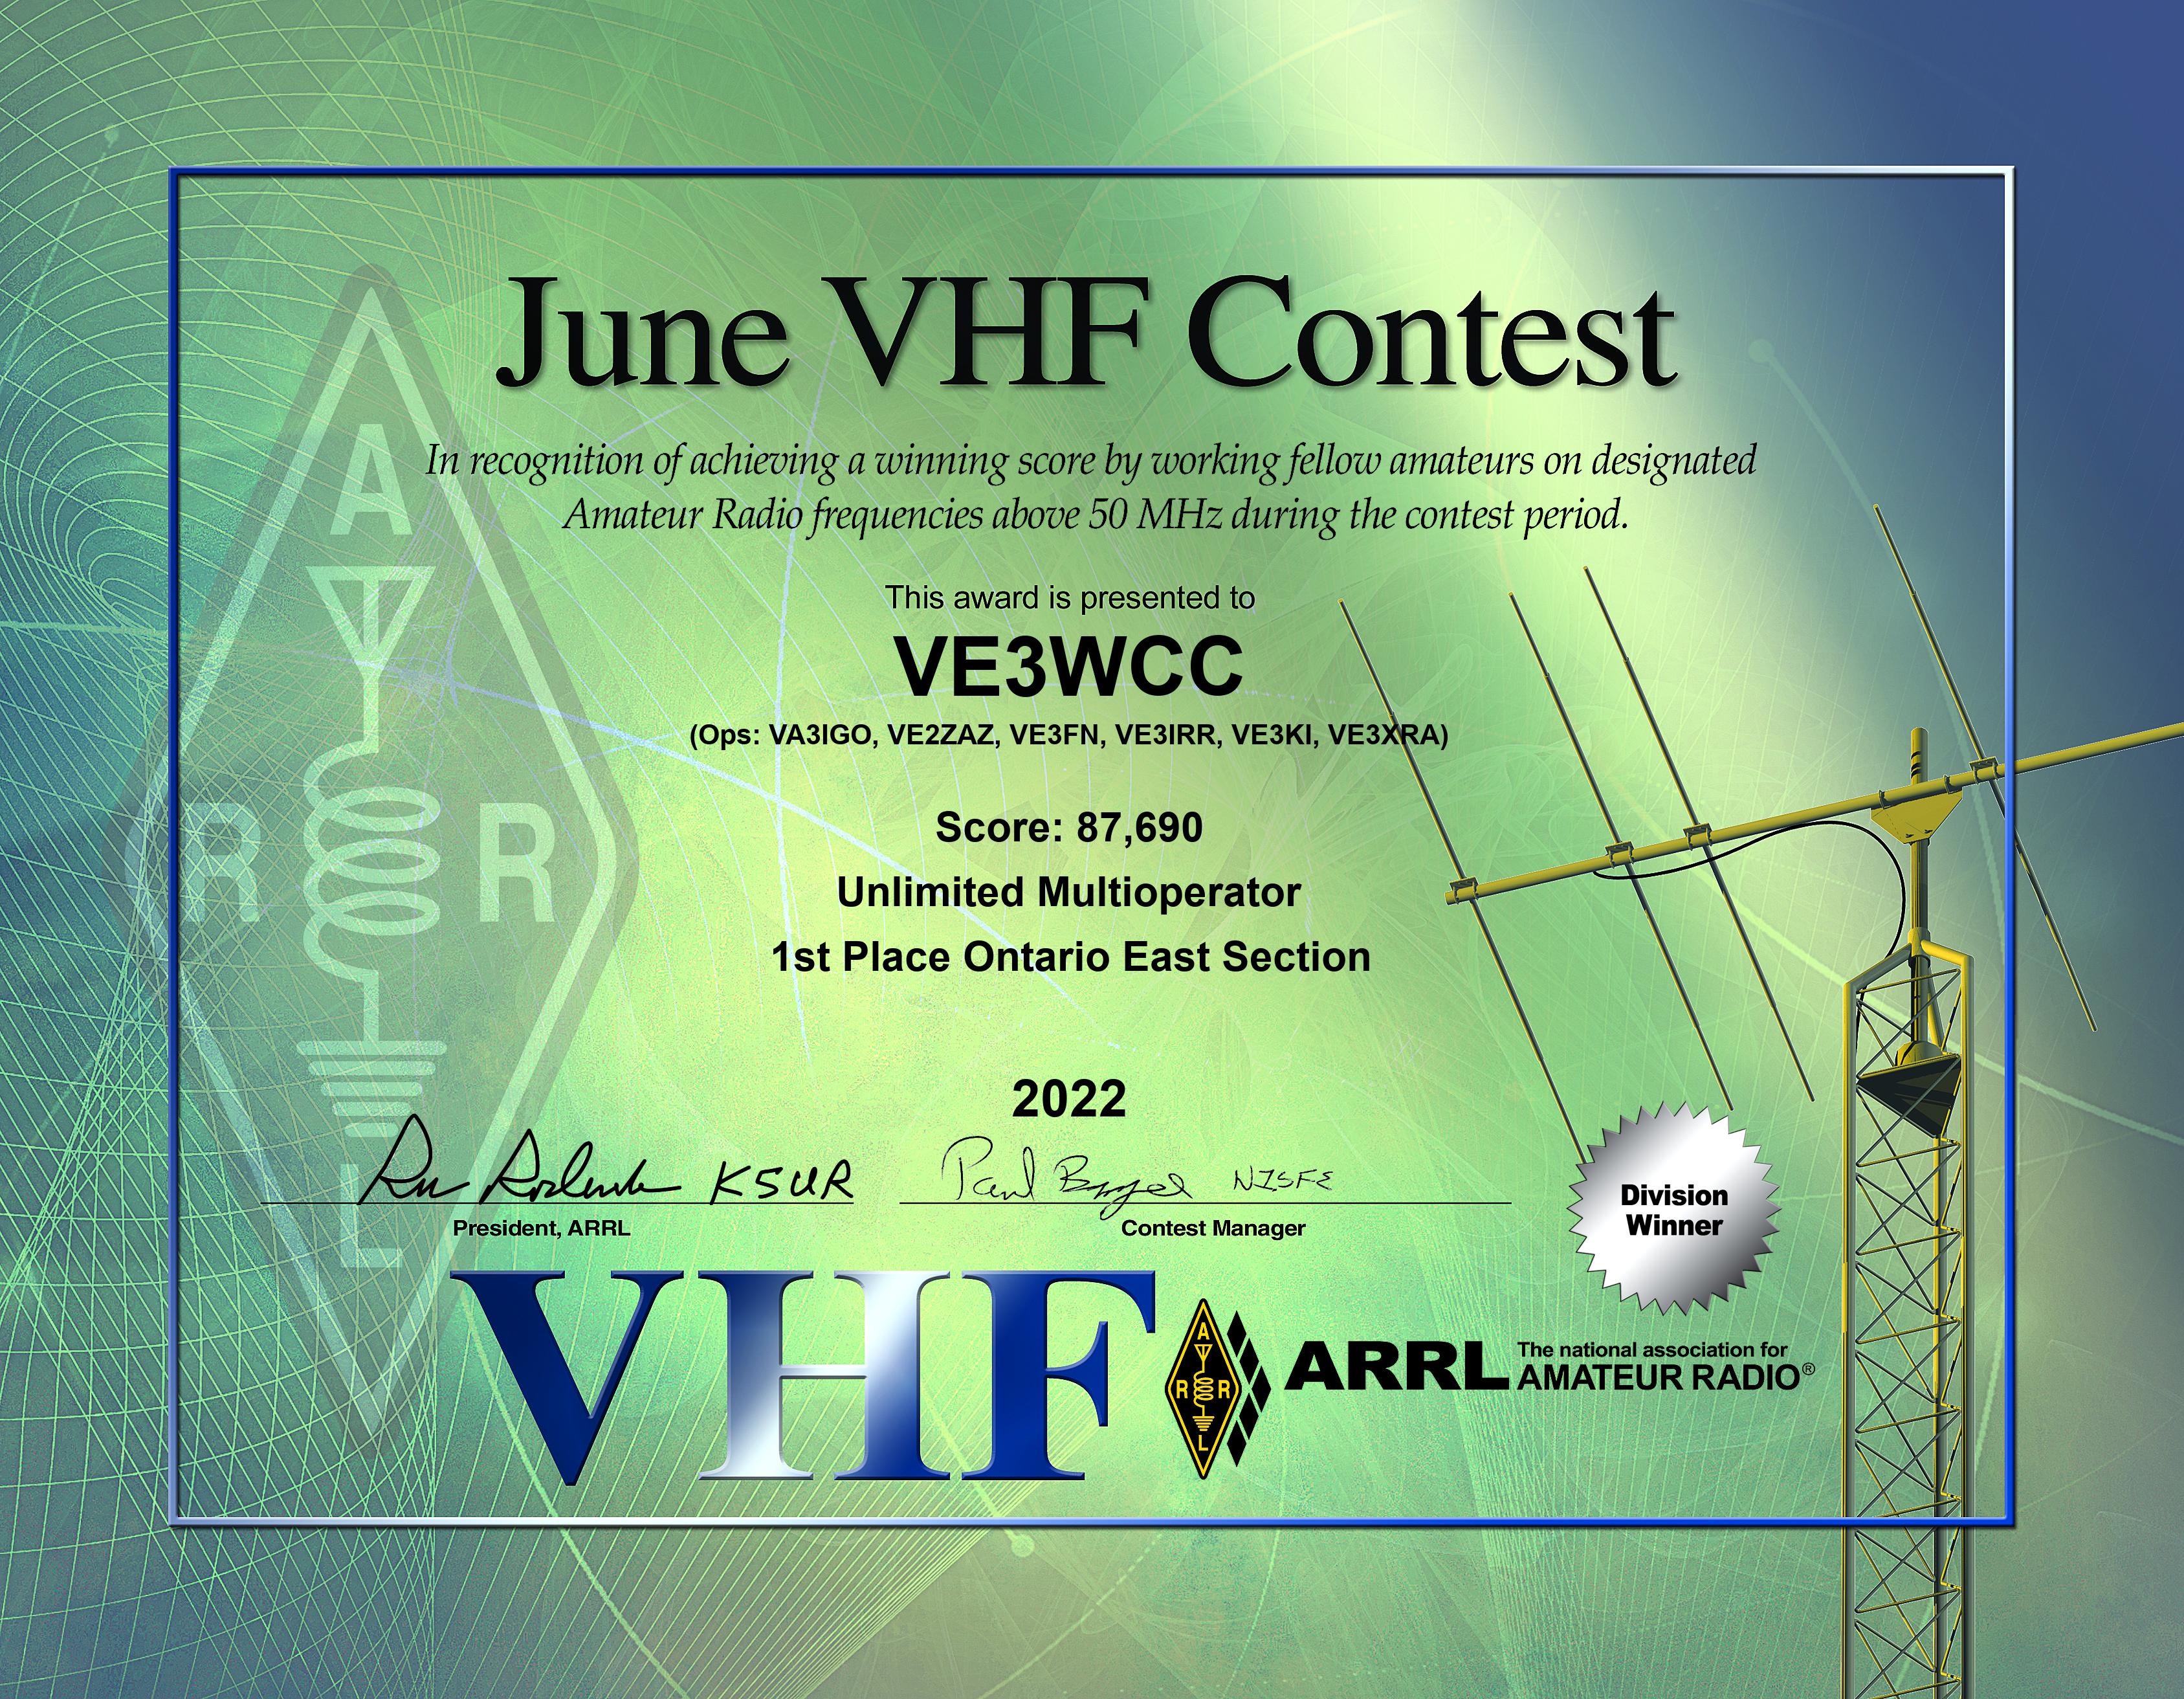 June VHF Contest
In recognition of achieving a winning score by working fellow amateurs on designated
Amateur Radio frequencies above 50 MHz during the contest period.
This award is presented to
VE3WCC
(Ops: VA3IGO, VE2ZAZ, VE3FN, VE3IRR, VE3KI, VE3XRA)
Score: 87,690
Unlimited Multioperator
1st Place Ontario East Section
2022
K5UR
Paul N1SFE
President, ARRL
Contest Manager
Division
Winner
VHF
ARRL
The national association for
AMATEUR RADIO®
A
R R
L
A
R R
L